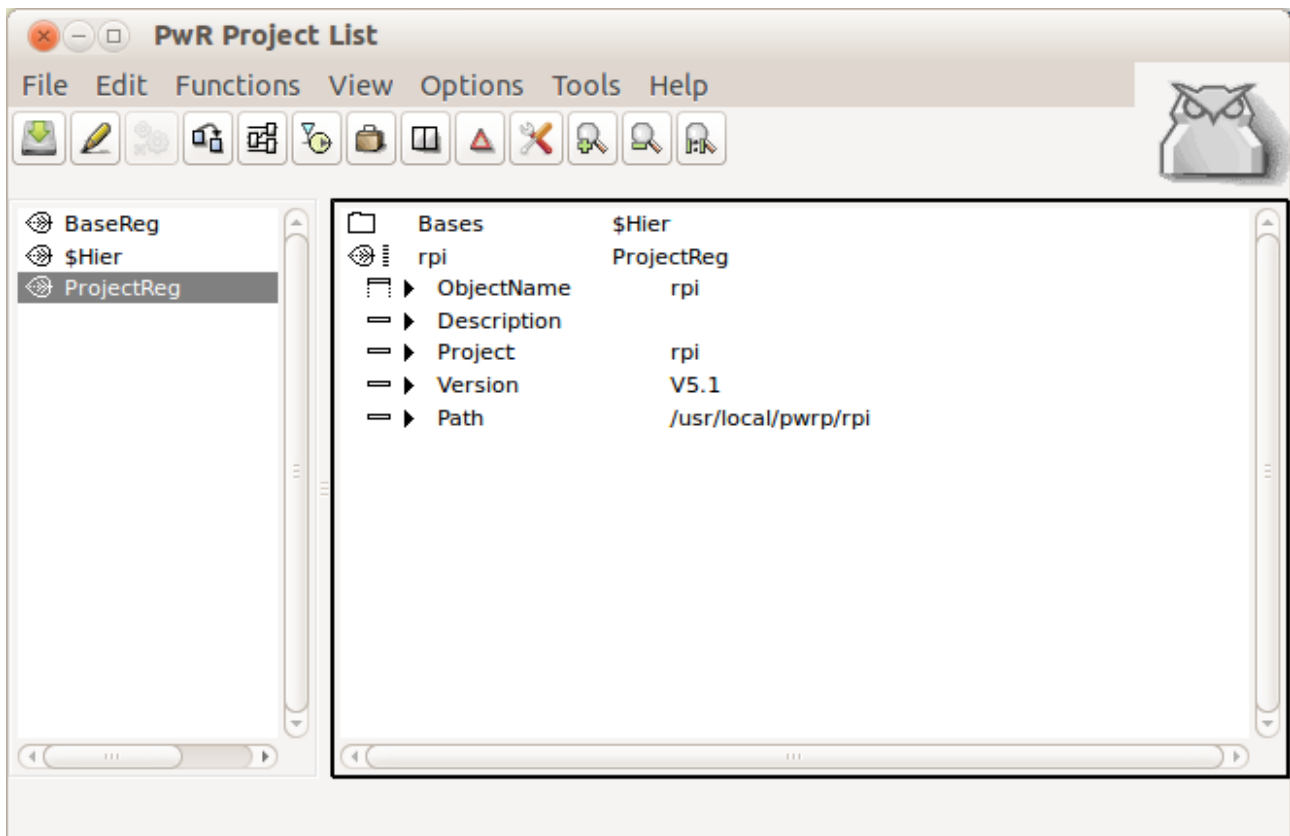 PwR Project List
File Edit Functions View Options Tools Help
BaseReg
$Hier
ProjectReg
Bases $Hier
rpi ProjectReg
ObjectName rpi
Description
Project rpi
Version V5.1
Path /usr/local/pwrp/rpi